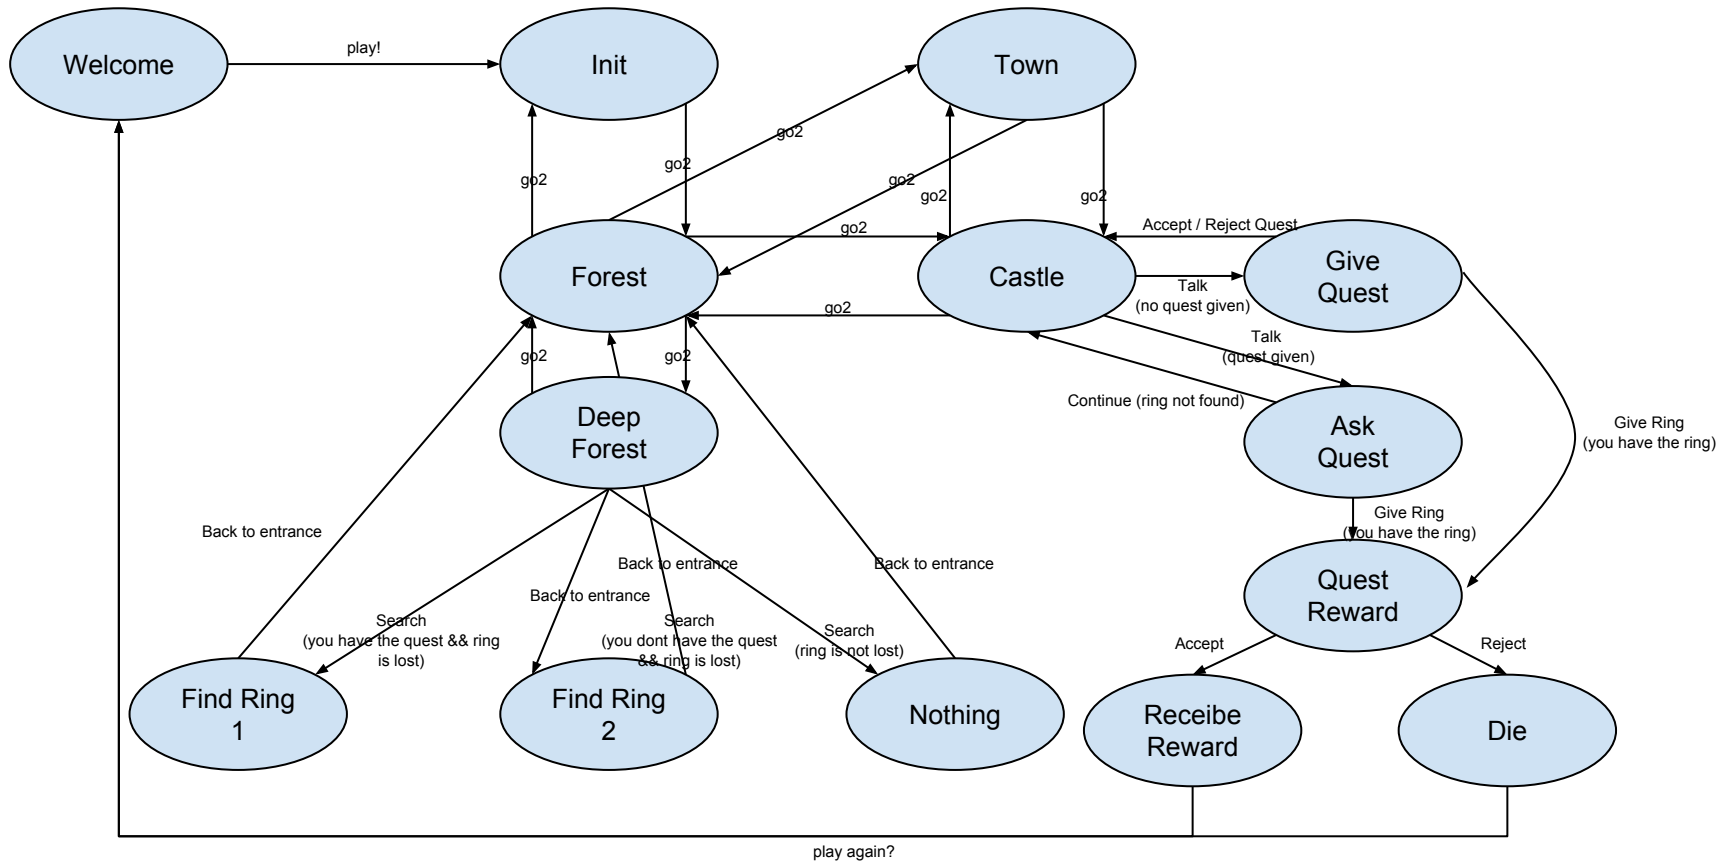 Welcome
play!
Init
Town
go2
go2
go2
go2
go2
go2
go2
Forest
go2
Castle
Accept / Reject Quest
Give
Quest
Talk
(no quest given)
go2
Talk
(quest given)
go2
go2
Deep
Forest
Continue (ring not found)
Ask
Quest
Give Ring
(you have the ring)
Give Ring
(you have the ring)
Back to entrance
Back to entrance
Back to entrance
Back to entrance
Search
(you have the quest && ring
is lost)
Search
(you dont have the quest
&& ring is lost)
Search
(ring is not lost)
Quest
Reward
Accept
Reject
Find Ring
1
Find Ring
2
Nothing
Receibe
Reward
Die
play again?